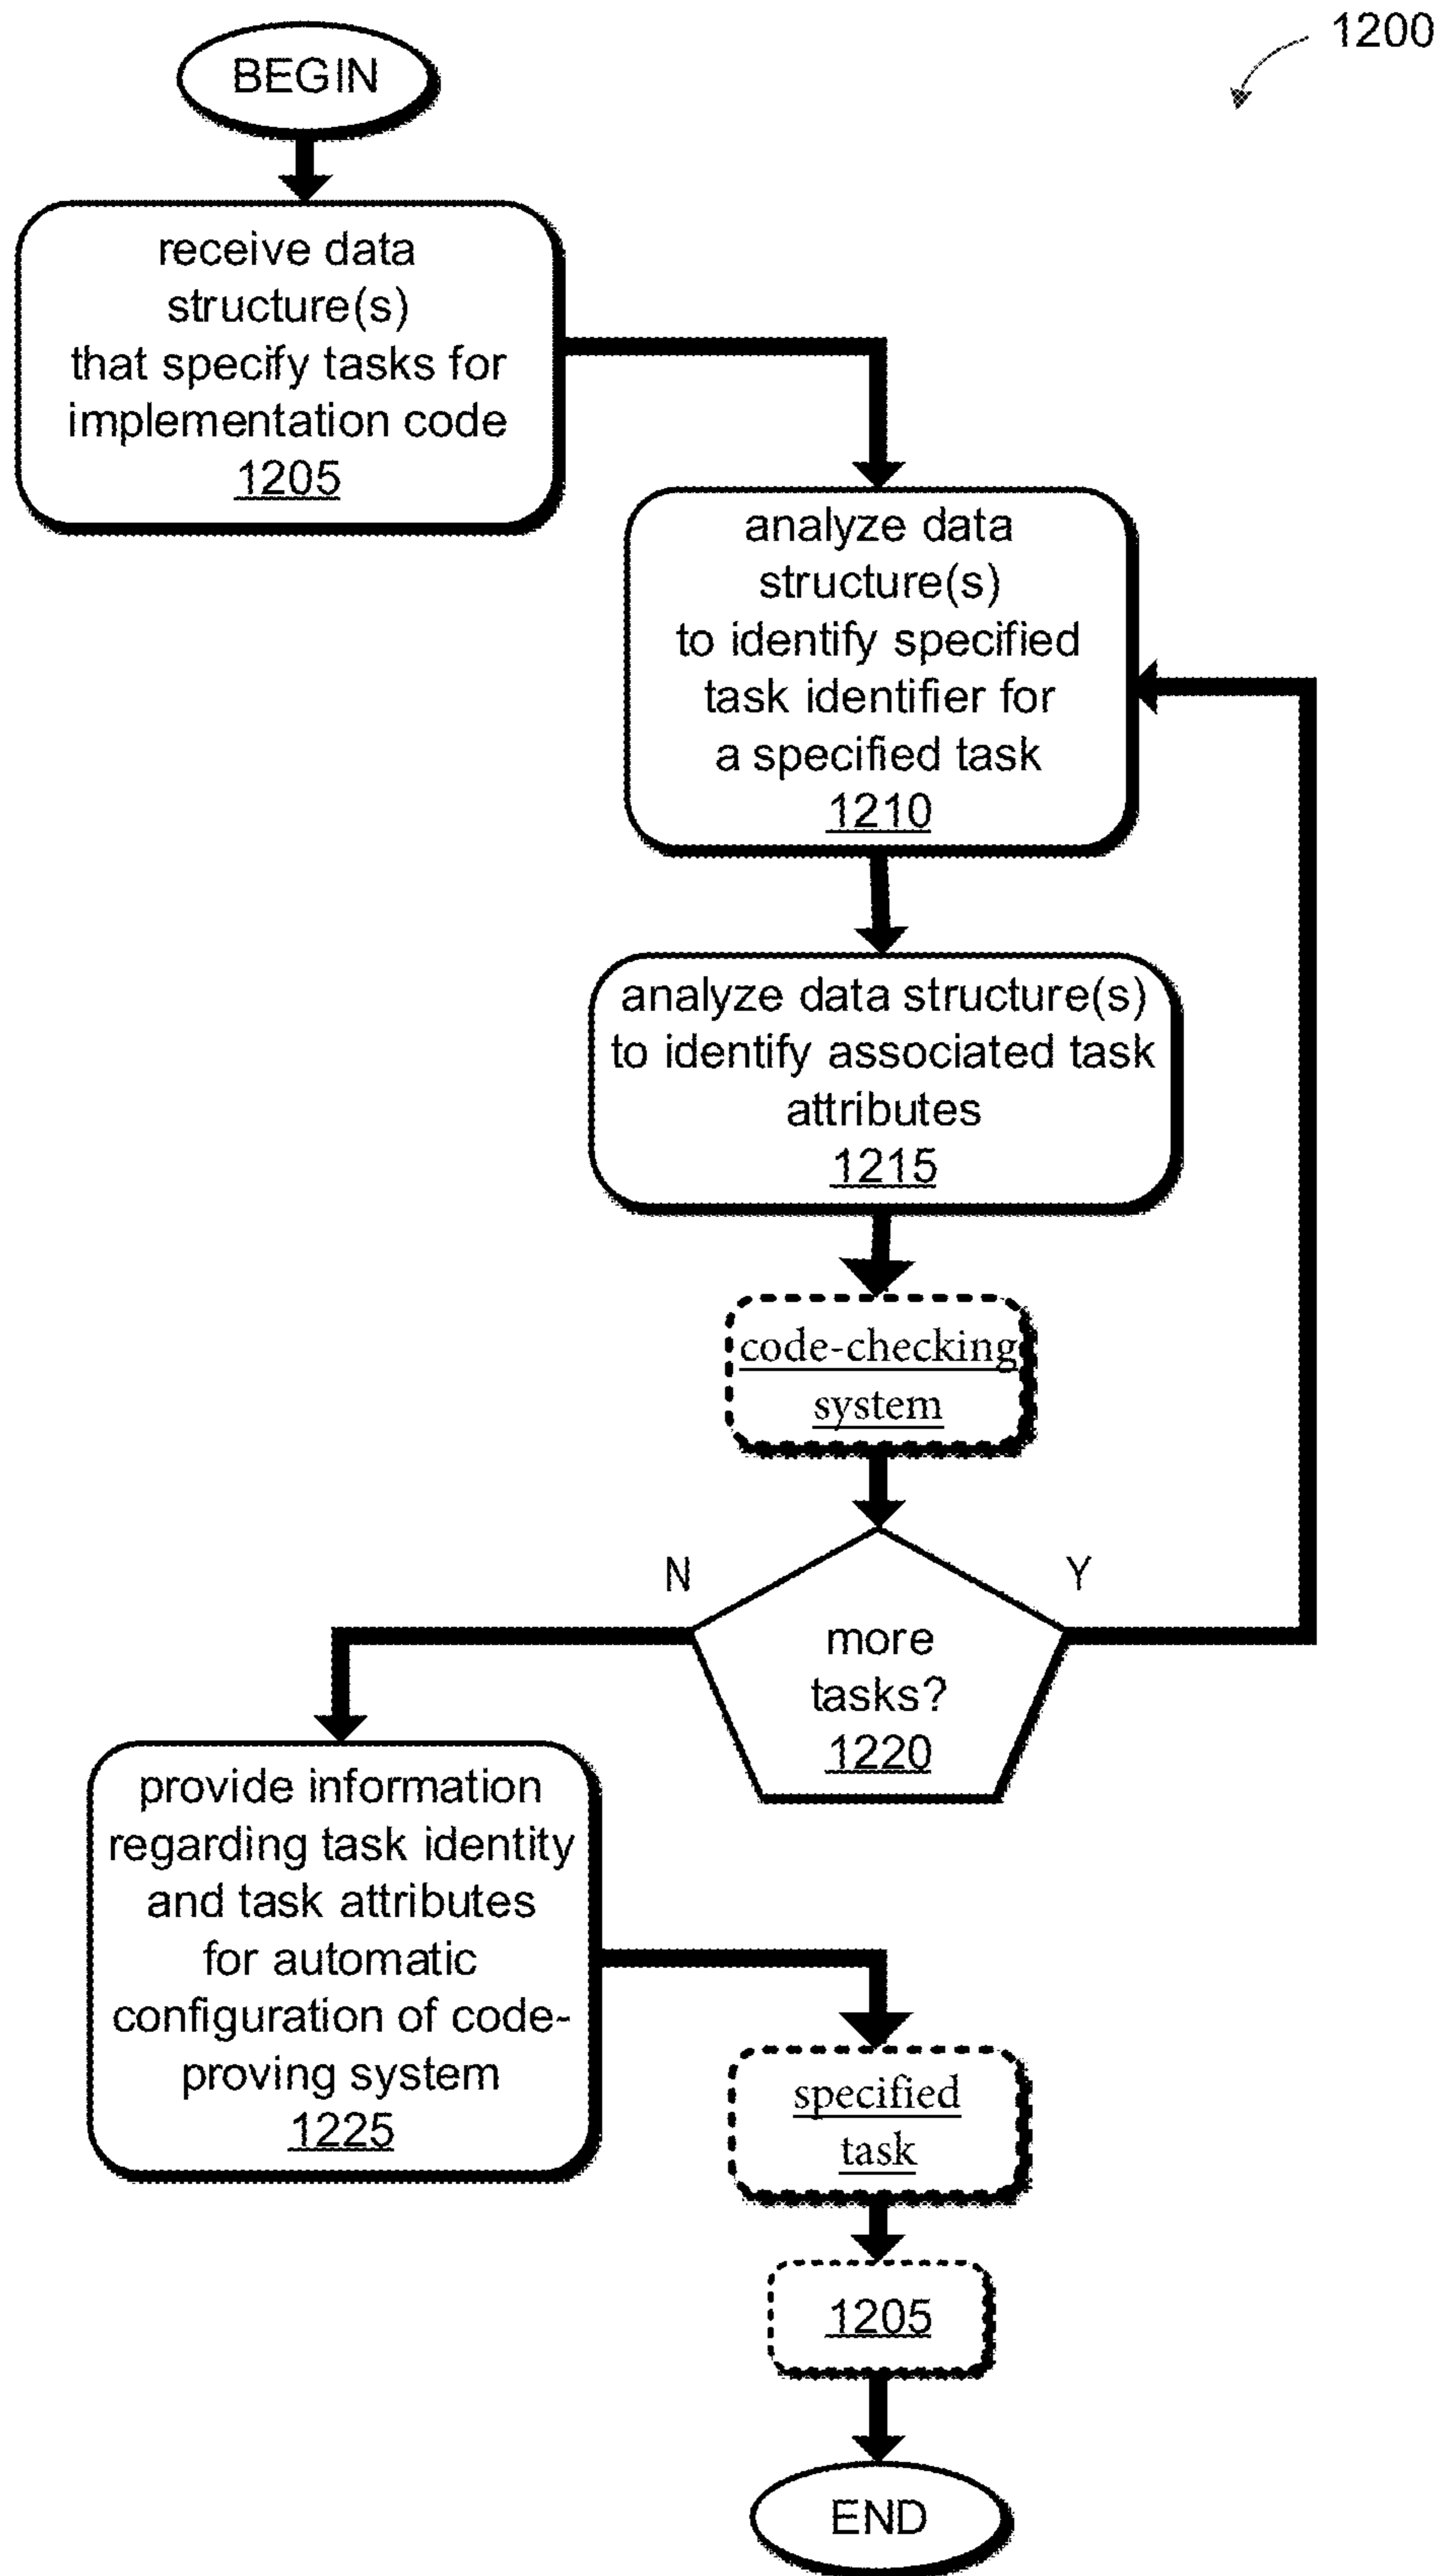 1200
BEGIN
receive data
structure(s)
that specify tasks for
implementation code
1205
analyze data
structure(s)
to identify specified
task identifier for
a specified task
1210
analyze data structure(s)
to identify associated task
attributes
1215
code-checking
system
N
Y
more
tasks?
1220
provide information
regarding task identity
and task attributes
for automatic
configuration of code-
proving system
1225
specified
task
1205
END